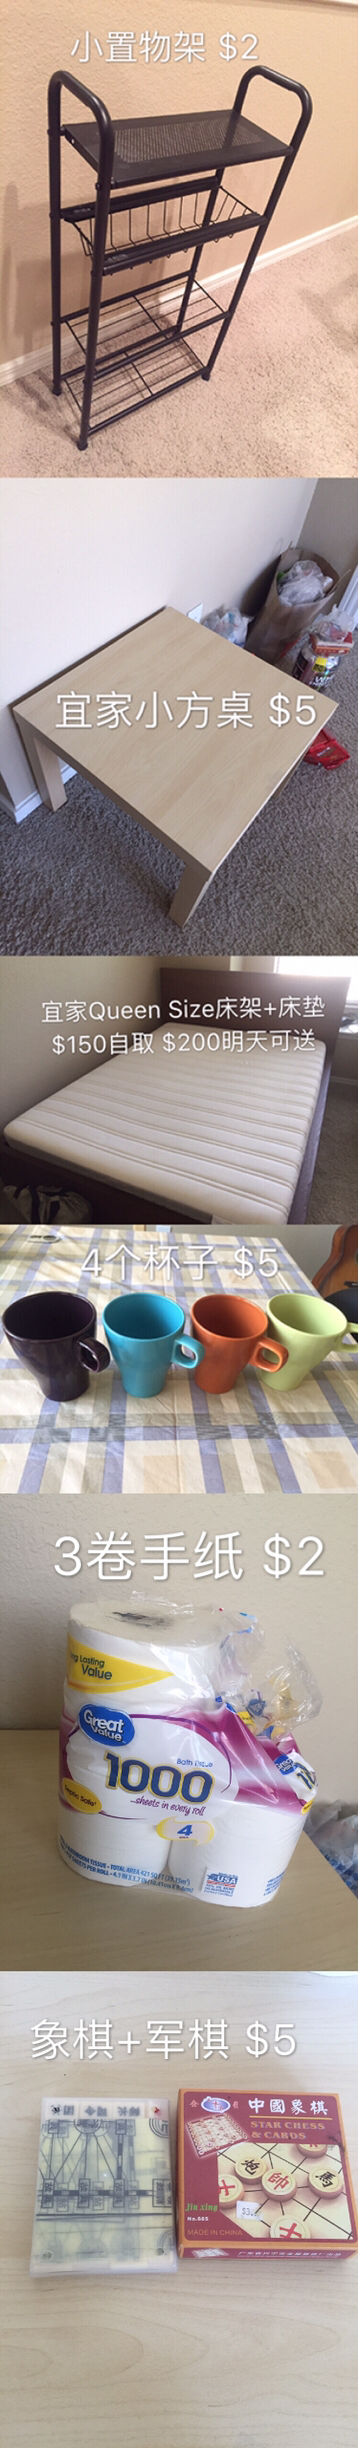 小置物架 $2
宜家小方桌 $5
宜家Queen Size床架+床垫
$150自取 $200明天可送
4个杯子 $5
3卷手纸 $2
Lasting
Value
Great
Value
Bath Tissue
1000
...sheets in every roll
Septic Safe
4
USA
象棋+军棋 $5
中國象棋
STAR CHESS
& CARDS
炮
帥
馬
Jin xing
No.605
MADE IN CHINA